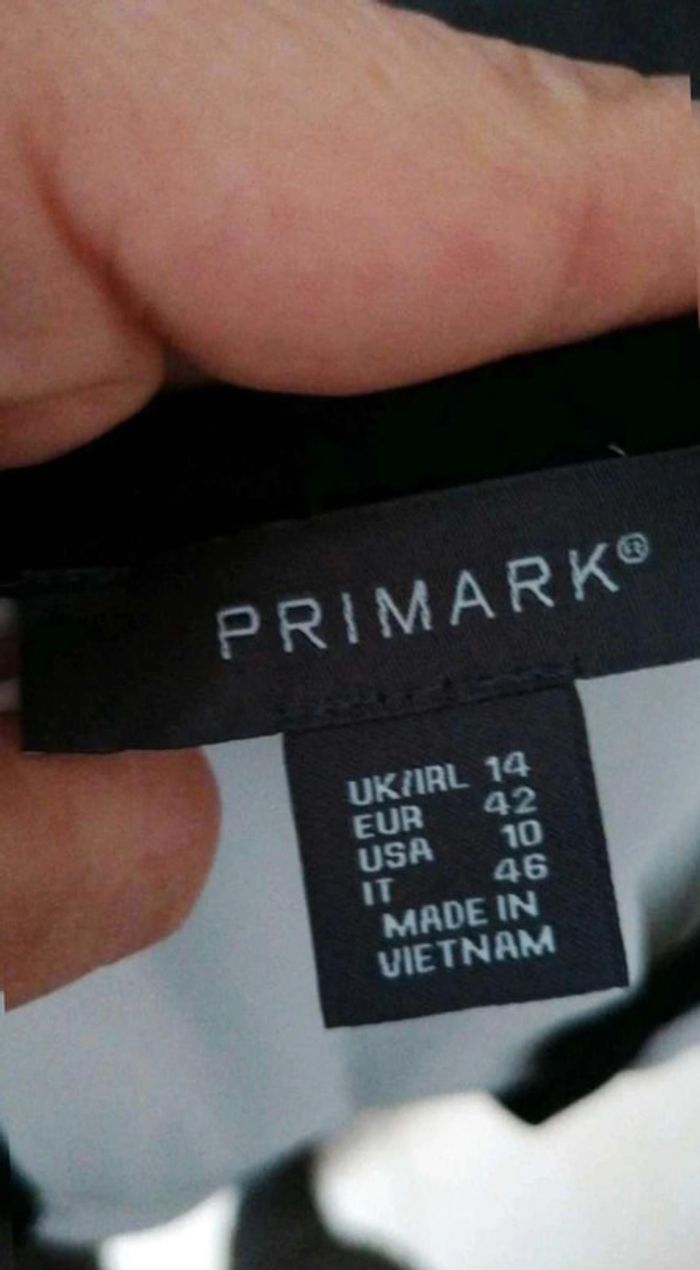 PRIMARK®
UK/IRL 14
EUR 42
USA 10
IT 46
MADE IN
VIETNAM